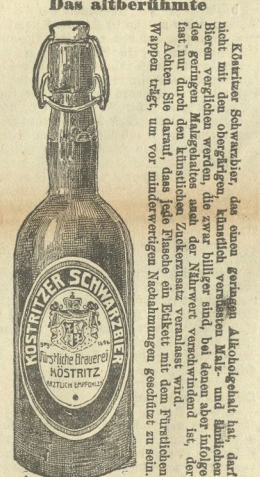 Das altberühmte
Köstritzer Schwarzbier, das einen geringen Alkoholgehalt hat, darf
nicht mit den obergärigen, künstlich versüssten Malz- und ähnlichen
Bieren verglichen werden, die zwar billiger sind, bei denen aber infolge
des geringen Malzgehaltes auch der Nährwert verschwindend ist, der
fast nur durch den künstlichen Zuckerzusatz veranlasst wird.
Achten Sie darauf, dass jede Flasche ein Etikett mit dem Fürstlichen
Wappen trägt, um vor minderwertigen Nachahmungen geschützt zu sein.
KÖSTRITZER SCHWARZBIER
Fürstliche Brauerei
KÖSTRITZ
ÄRZTLICH EMPFOHLEN